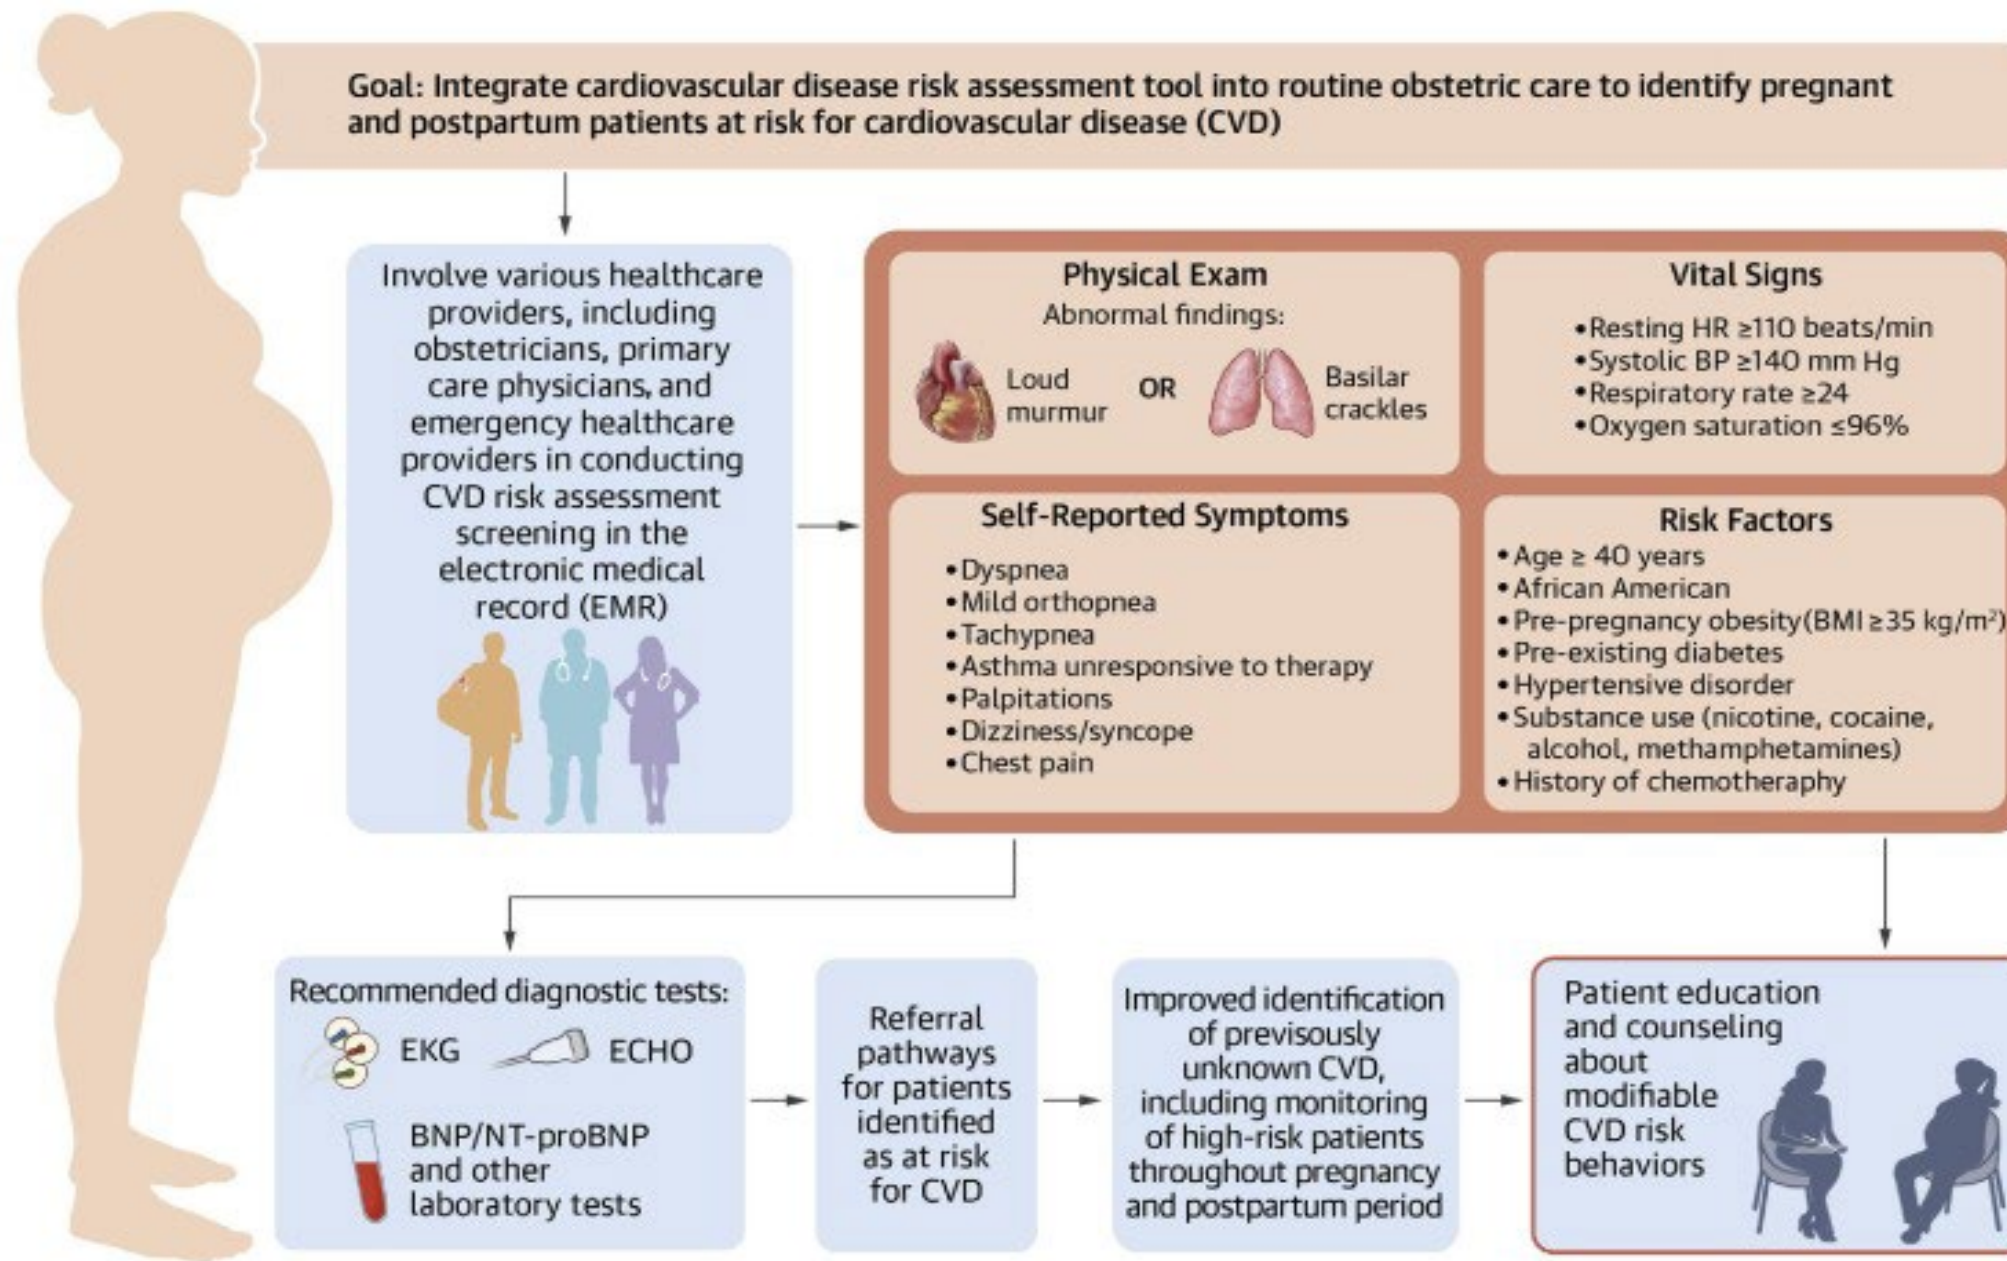 Goal: Integrate cardiovascular disease risk assessment tool into routine obstetric care to identify pregnant
and postpartum patients at risk for cardiovascular disease (CVD)
Involve various healthcare
providers, including
obstetricians, primary
care physicians, and
emergency healthcare
providers in conducting
CVD risk assessment
screening in the
electronic medical
record (EMR)
Physical Exam
Abnormal findings:
Loud
murmur
OR
Basilar
crackles
Vital Signs
•Resting HR ≥110 beats/min
•Systolic BP ≥140 mm Hg
•Respiratory rate ≥24
•Oxygen saturation ≤96%
Self-Reported Symptoms
•Dyspnea
•Mild orthopnea
•Tachypnea
•Asthma unresponsive to therapy
•Palpitations
•Dizziness/syncope
•Chest pain
Risk Factors
•Age ≥ 40 years
•African American
•Pre-pregnancy obesity(BMI ≥35 kg/m²)
•Pre-existing diabetes
•Hypertensive disorder
•Substance use (nicotine, cocaine,
alcohol, methamphetamines)
•History of chemotheraphy
Recommended diagnostic tests:
EKG
ECHO
BNP/NT-proBNP
and other
laboratory tests
Referral
pathways
for patients
identified
as at risk
for CVD
Improved identification
of previsously
unknown CVD,
including monitoring
of high-risk patients
throughout pregnancy
and postpartum period
Patient education
and counseling
about
modifiable
CVD risk
behaviors